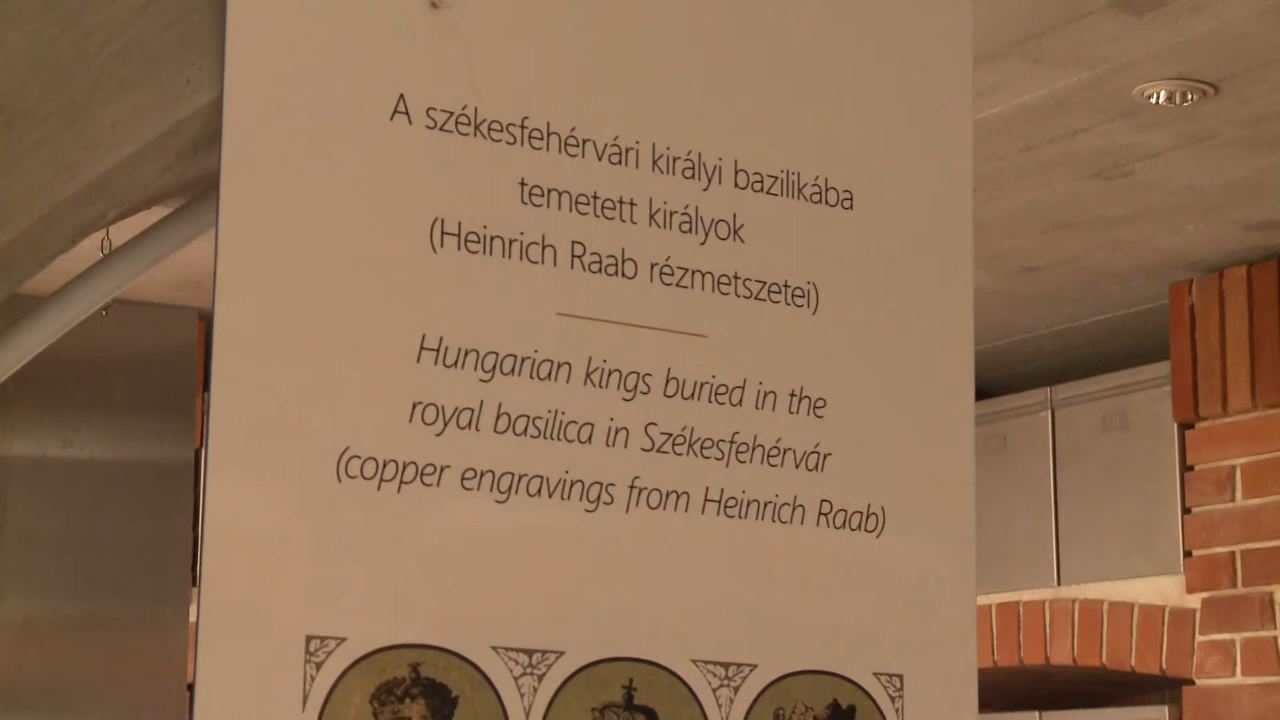 A székesfehérvári királyi bazilikába
temetett királyok
(Heinrich Raab rézmetszetei)
Hungarian kings buried in the
royal basilica in Székesfehérvár
(copper engravings from Heinrich Raab)